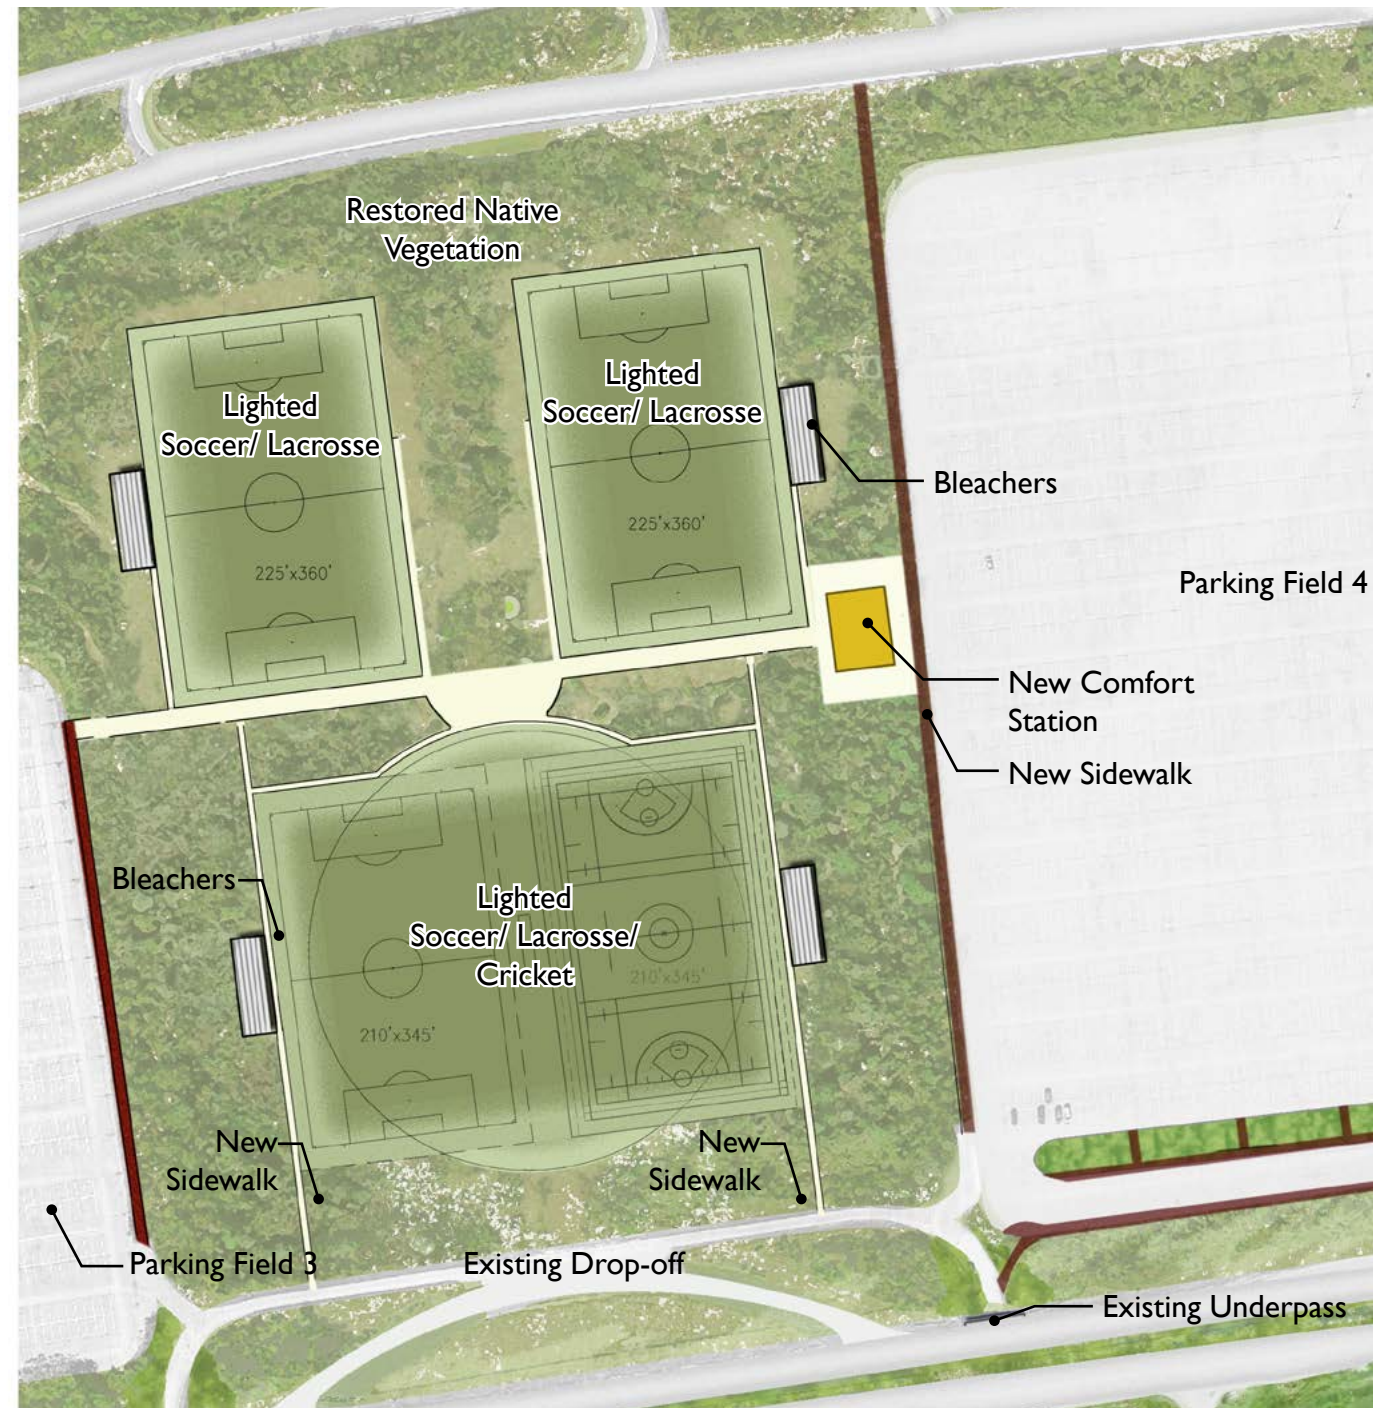 Restored Native
Vegetation
Lighted
Soccer/ Lacrosse
225'x360'
Lighted
Soccer/ Lacrosse
225'x360'
Bleachers
Parking Field 4
New Comfort
Station
New Sidewalk
Bleachers
Lighted
Soccer/ Lacrosse/
Cricket
210'x345'
210'x345'
New
Sidewalk
New
Sidewalk
Parking Field 3
Existing Drop-off
Existing Underpass